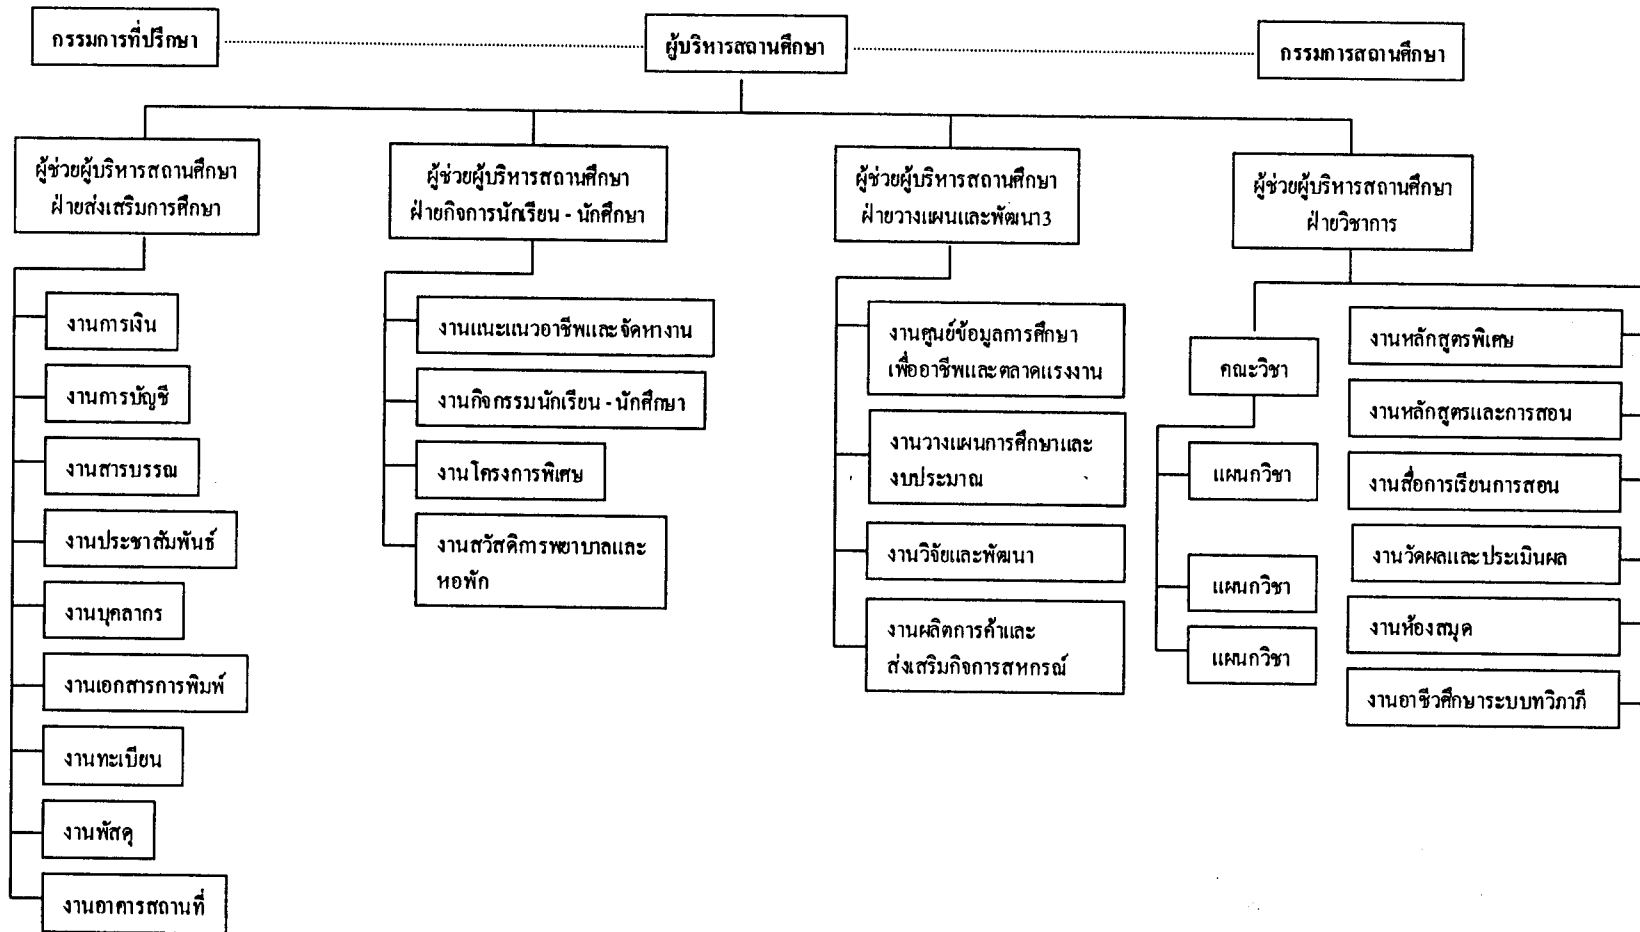 กรรมการที่ปรึกษา
ผู้บริหารสถานศึกษา
กรรมการสถานศึกษา
ผู้ช่วยผู้บริหารสถานศึกษา
ฝ่ายส่งเสริมการศึกษา
งานการเงิน
งานการบัญชี
งานสารบรรณ
งานประชาสัมพันธ์
งานบุคลากร
งานเอกสารการพิมพ์
งานทะเบียน
งานพัสดุ
งานอาคารสถานที่
ผู้ช่วยผู้บริหารสถานศึกษา
ฝ่ายกิจการนักเรียน - นักศึกษา
งานแนะแนวอาชีพและจัดหางาน
งานกิจกรรมนักเรียน - นักศึกษา
งานโครงการพิเศษ
งานสวัสดิการพยาบาลและ
หอพัก
ผู้ช่วยผู้บริหารสถานศึกษา
ฝ่ายวางแผนและพัฒนา3
งานศูนย์ข้อมูลการศึกษา
เพื่ออาชีพและตลาดแรงงาน
งานวางแผนการศึกษาและ
งบประมาณ
งานวิจัยและพัฒนา
งานผลิตการค้าและ
ส่งเสริมกิจการสหกรณ์
ผู้ช่วยผู้บริหารสถานศึกษา
ฝ่ายวิชาการ
คณะวิชา
แผนกวิชา
แผนกวิชา
แผนกวิชา
งานหลักสูตรพิเศษ
งานหลักสูตรและการสอน
งานสื่อการเรียนการสอน
งานวัดผลและประเมินผล
งานห้องสมุด
งานอาชีวศึกษาระบบทวิภาคี